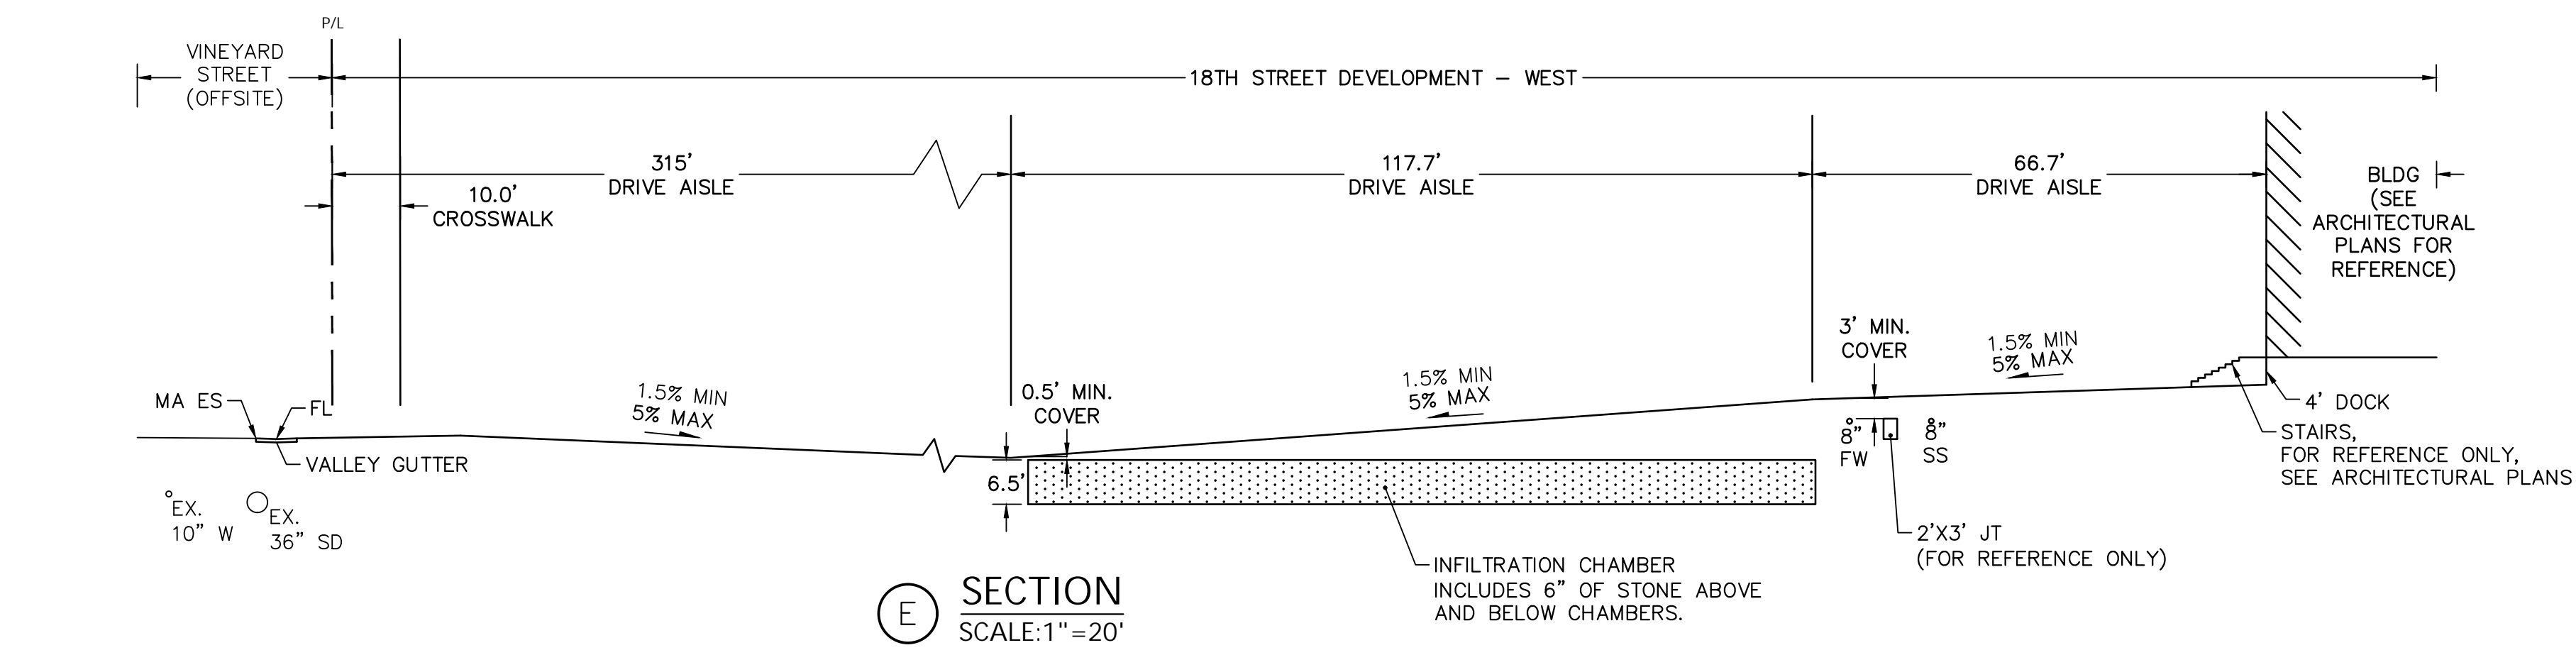 P/L
VINEYARD
STREET
(OFFSITE)
18TH STREET DEVELOPMENT - WEST
315'
DRIVE AISLE
10.0'
CROSSWALK
117.7'
DRIVE AISLE
66.7'
DRIVE AISLE
BLDG
(SEE
ARCHITECTURAL
PLANS FOR
REFERENCE)
MA ES
FL
VALLEY GUTTER
EX.
10" W
EX.
36" SD
1.5% MIN
5% MAX
0.5' MIN.
COVER
6.5'
1.5% MIN
5% MAX
3' MIN.
COVER
1.5% MIN
5% MAX
8"
FW
8"
SS
4' DOCK
STAIRS,
FOR REFERENCE ONLY,
SEE ARCHITECTURAL PLANS
2'X3' JT
(FOR REFERENCE ONLY)
INFILTRATION CHAMBER
INCLUDES 6" OF STONE ABOVE
AND BELOW CHAMBERS.
E
SECTION
SCALE:1"=20'